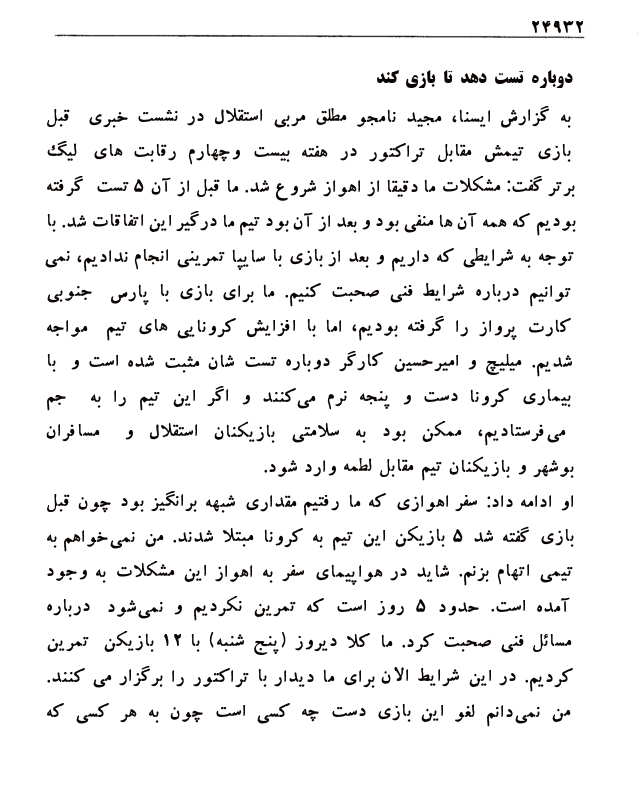 ۲۴۹۳۲
دوباره تست دهد تا بازی کند
به گزارش ایسنا، مجید نامجو مطلق مربی استقلال در نشست خبری قبل
بازی تیمش مقابل تراکتور در هفته بیست وچهارم رقابت های لیگ
برتر گفت: مشکلات ما دقیقا از اهواز شروع شد. ما قبل از آن ۵ تست گرفته
بودیم که همه آن ها منفی بود و بعد از آن بود تیم ما درگیر این اتفاقات شد. با
توجه به شرایطی که داریم و بعد از بازی با سایپا تمرینی انجام ندادیم، نمی
توانیم درباره شرایط فنی صحبت کنیم. ما برای بازی با پارس جنوبی
کارت پرواز را گرفته بودیم، اما با افزایش کرونایی های تیم مواجه
شدیم. میلیچ و امیرحسین کارگر دوباره تست شان مثبت شده است و با
بیماری کرونا دست و پنجه نرم می‌کنند و اگر این تیم را به جم
می‌فرستادیم، ممکن بود به سلامتی بازیکنان استقلال و مسافران
بوشهر و بازیکنان تیم مقابل لطمه وارد شود.
او ادامه داد: سفر اهوازی که ما رفتیم مقداری شبهه برانگیز بود چون قبل
بازی گفته شد ۵ بازیکن این تیم به کرونا مبتلا شدند. من نمی‌خواهم به
تیمی اتهام بزنم. شاید در هواپیمای سفر به اهواز این مشکلات به وجود
آمده است. حدود ۵ روز است که تمرین نکردیم و نمی‌شود درباره
مسائل فنی صحبت کرد. ما کلا دیروز (پنج شنبه) با ۱۲ بازیکن تمرین
کردیم. در این شرایط الان برای ما دیدار با تراکتور را برگزار می کنند.
من نمی‌دانم لغو این بازی دست چه کسی است چون به هر کسی که